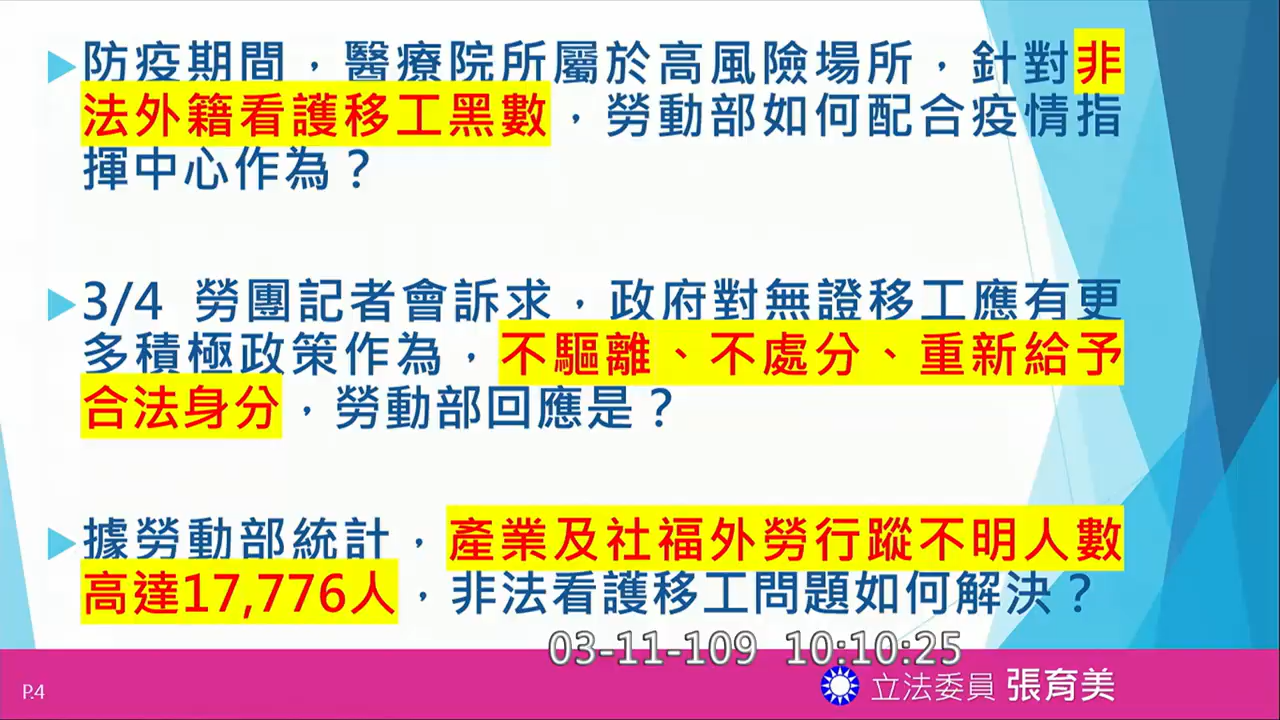 防疫期間，醫療院所屬於高風險場所，針對非
法外籍看護移工黑數，勞動部如何配合疫情指
揮中心作為？
3/4 勞團記者會訴求，政府對無證移工應有更
多積極政策作為，不驅離、不處分、重新給予
合法身分，勞動部回應是？
據勞動部統計，產業及社福外勞行蹤不明人數
高達17,776人，非法看護移工問題如何解決？
03-11-109 10:10:25
P.4
立法委員 張育美